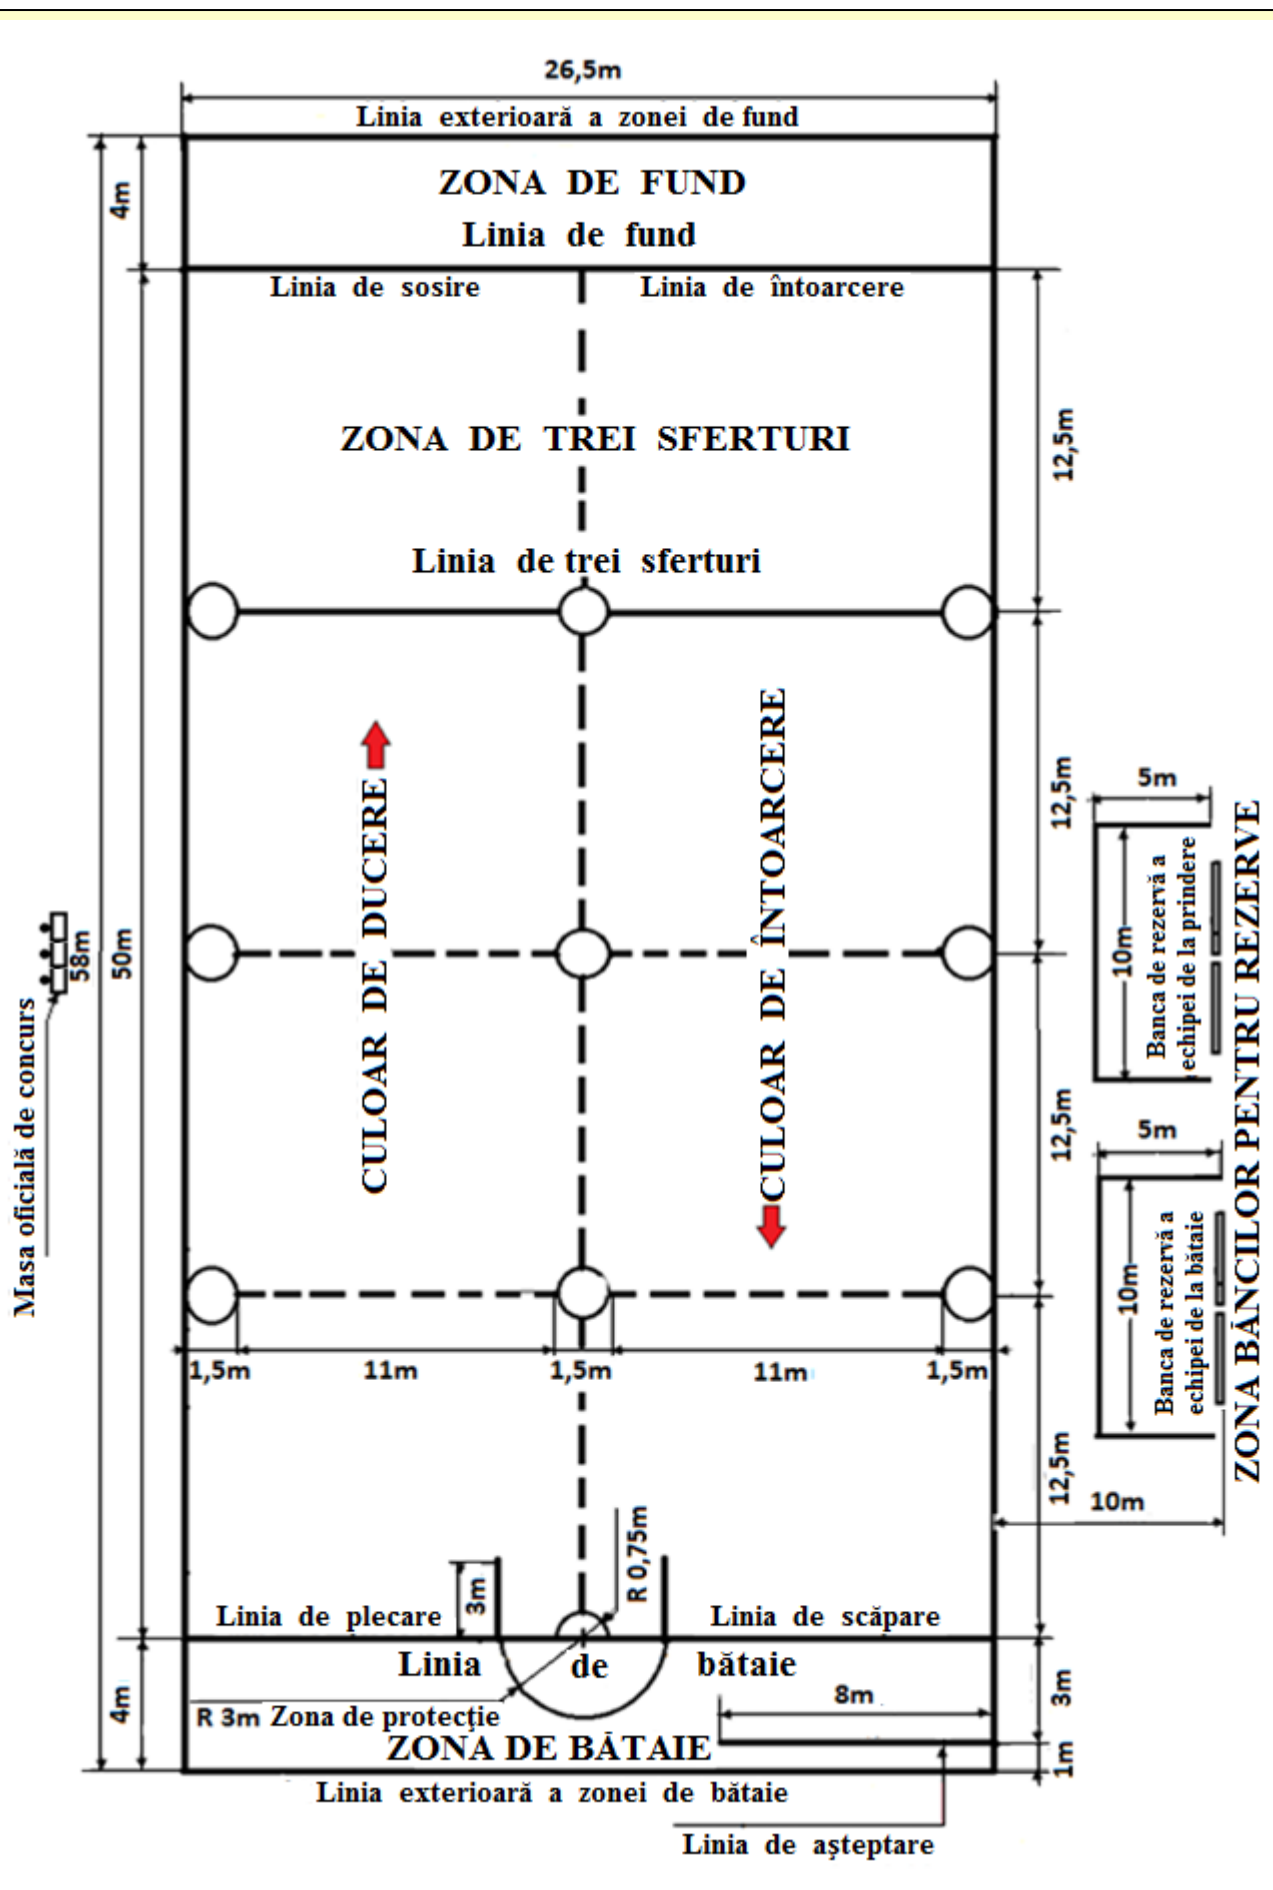 26,5m
Linia exterioară a zonei de fund
ZONA DE FUND
4m
Linia de fund
Linia de sosire
Linia de întoarcere
12,5m
ZONA DE TREI SFERTURI
Linia de trei sferturi
CULOAR DE DUCERE
CULOAR DE ÎNTOARCERE
12,5m
5m
10m
Banca de rezervă a
echipei de la prindere
ZONA BĂNCILOR PENTRU REZERVE
58m
50m
Masa oficială de concurs
12,5m
5m
10m
Banca de rezervă a
echipei de la bătaie
1,5m
11m
1,5m
11m
1,5m
12,5m
10m
3m
R 0,75m
Linia de plecare
Linia de scăpare
Linia de bătaie
4m
R 3m Zona de protecţie
8m
3m
ZONA DE BĂTAIE
1m
Linia exterioară a zonei de bătaie
Linia de aşteptare